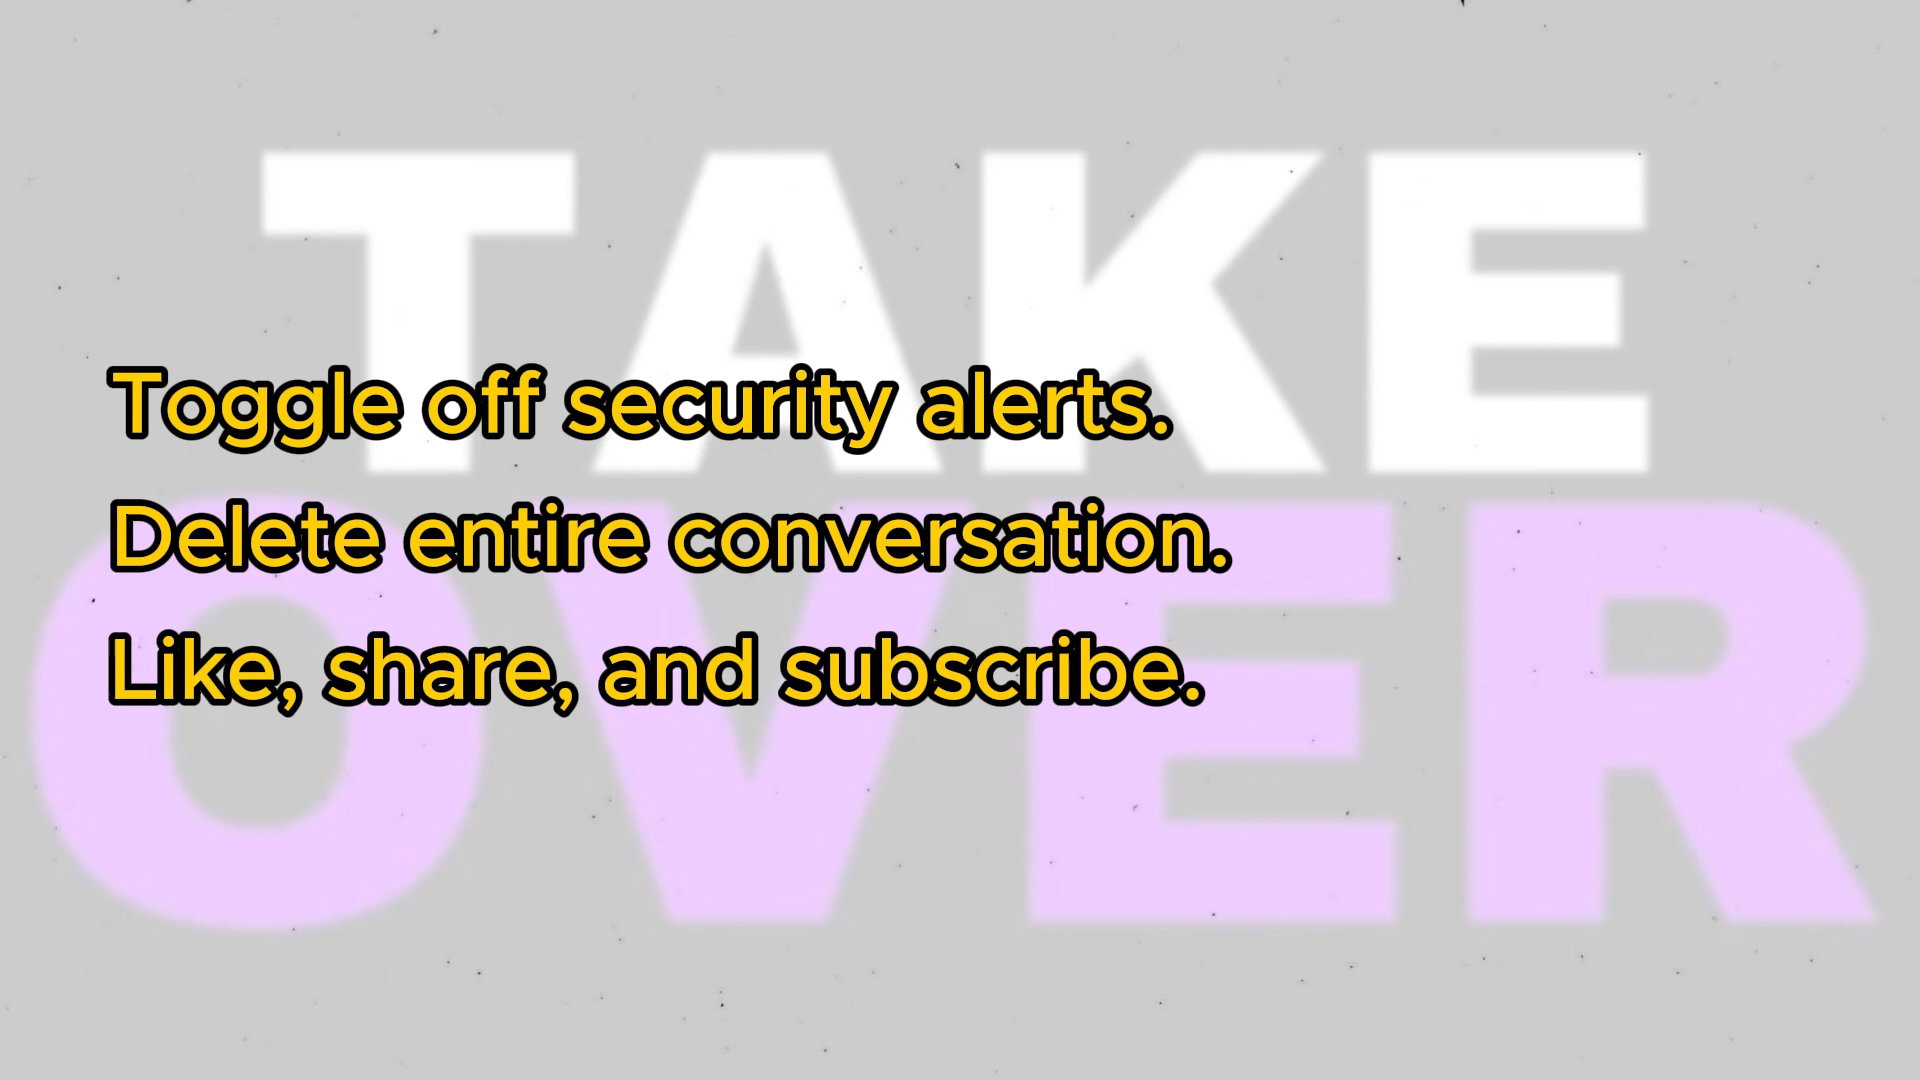 TAKE
Toggle off security alerts.
OVER
Delete entire conversation.
Like, share, and subscribe.